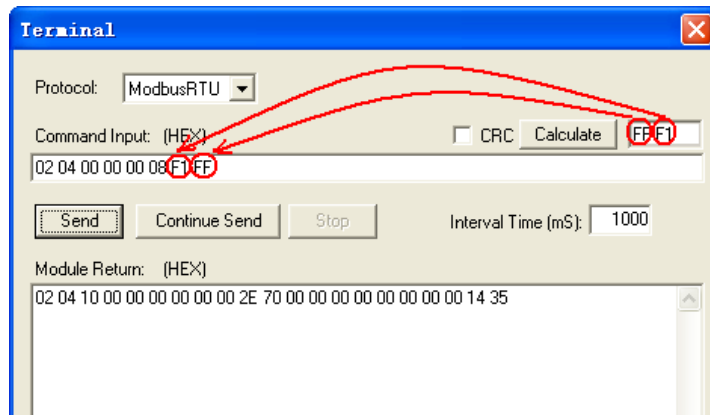 Terminal
Protocol: ModbusRTU
Command Input: (HEX) CRC Calculate FF F1
02 04 00 00 00 08 F1 FF
Send Continue Send Stop Interval Time (mS): 1000
Module Return: (HEX)
02 04 10 00 00 00 00 00 00 2E 70 00 00 00 00 00 00 00 00 14 35